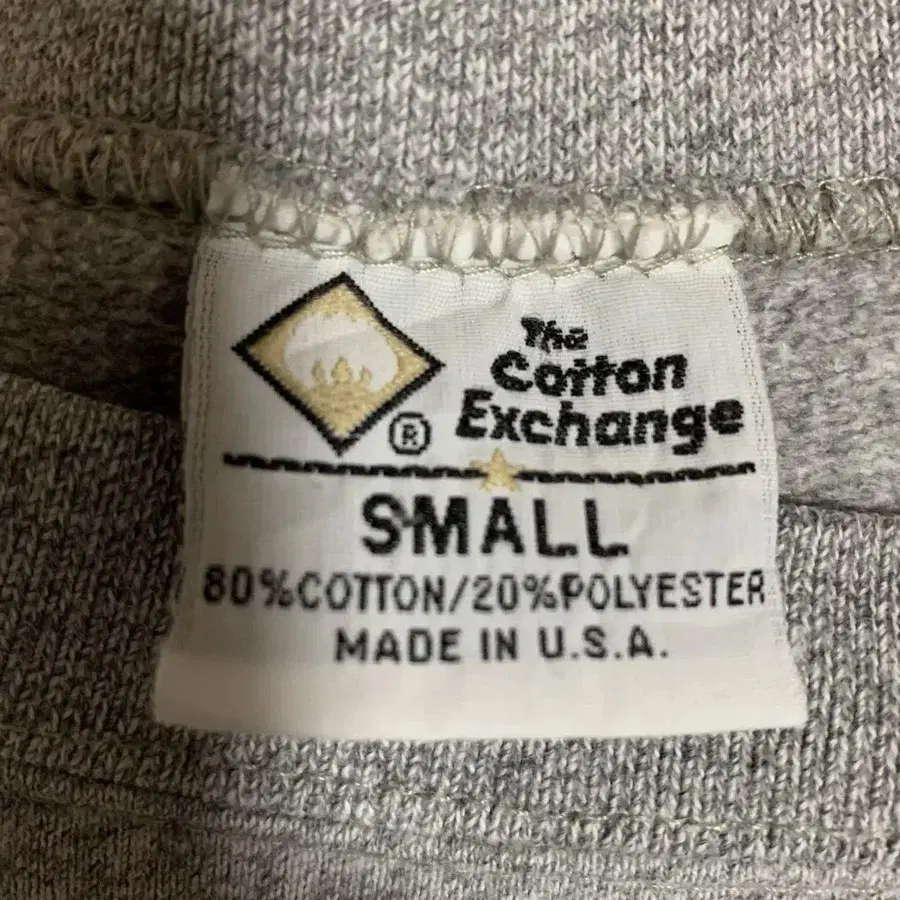 The
Cotton
Exchange
®
SMALL
80%COTTON/20%POLYESTER
MADE IN U.S.A.